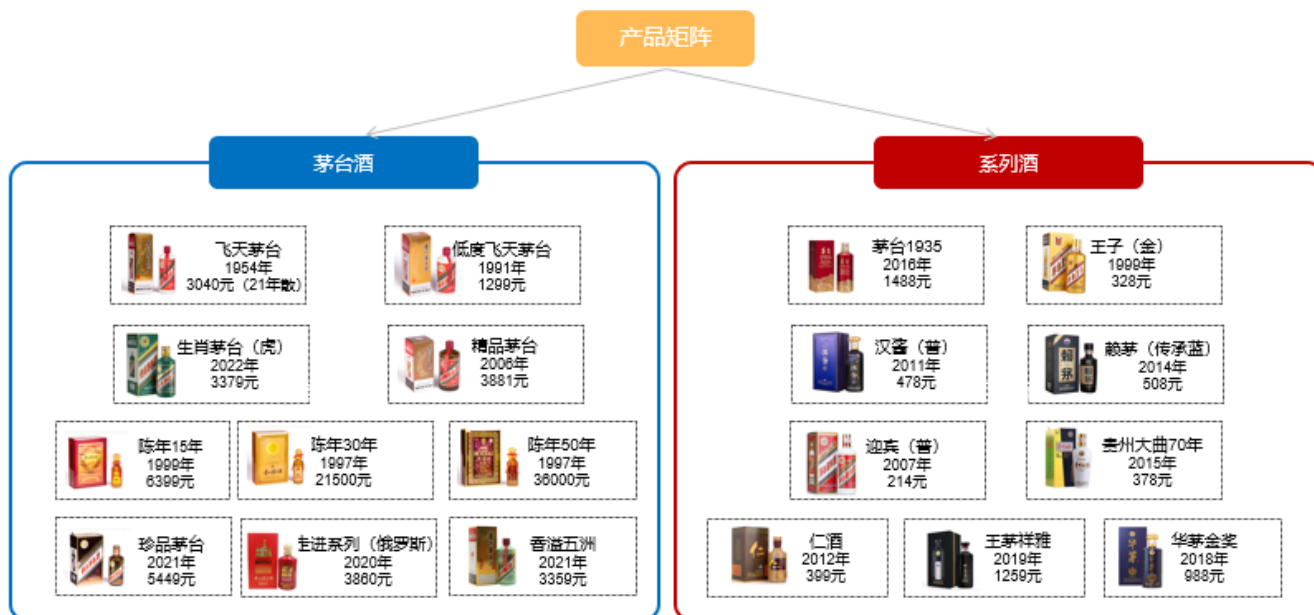 产品矩阵
茅台酒
飞天茅台
1954年
3040元（21年散）
低度飞天茅台
1991年
1299元
生肖茅台（虎）
2022年
3379元
精品茅台
2006年
3881元
陈年15年
1999年
6399元
陈年30年
1997年
21500元
陈年50年
1997年
36000元
珍品茅台
2021年
5449元
走进系列（俄罗斯）
2020年
3860元
香溢五洲
2021年
3359元
系列酒
茅台1935
2016年
1488元
王子（金）
1999年
328元
汉酱（普）
2011年
478元
赖茅（传承蓝）
2014年
508元
迎宾（普）
2007年
214元
贵州大曲70年
2015年
378元
仁酒
2012年
399元
王茅祥雅
2019年
1259元
华茅金奖
2018年
988元